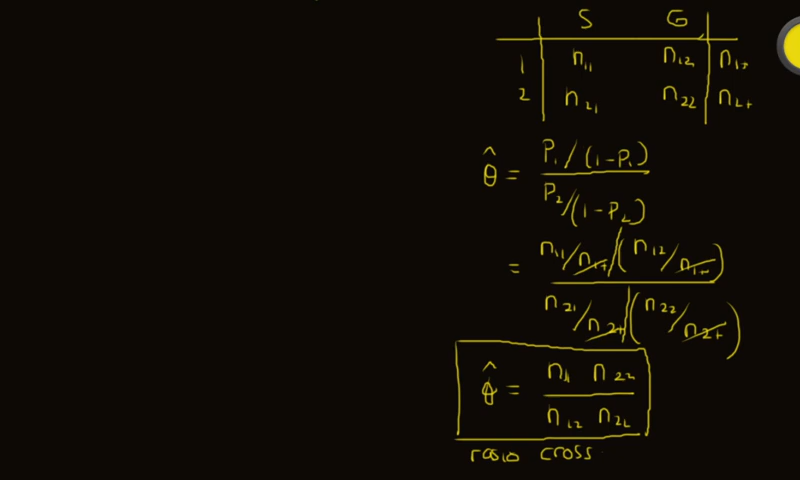 S G
1 n₁₁ n₁₂ n₁₊
2 n₂₁ n₂₂ n₂₊
θ̂ = P₁/(1-P₁) / P₂/(1-P₂)
= n₁₁/n₁₊/(n₁₂/n₁₊) / n₂₁/n₂₊/(n₂₂/n₂₊)
θ̂ = n₁₁ n₂₂ / n₁₂ n₂₁
rasio cross